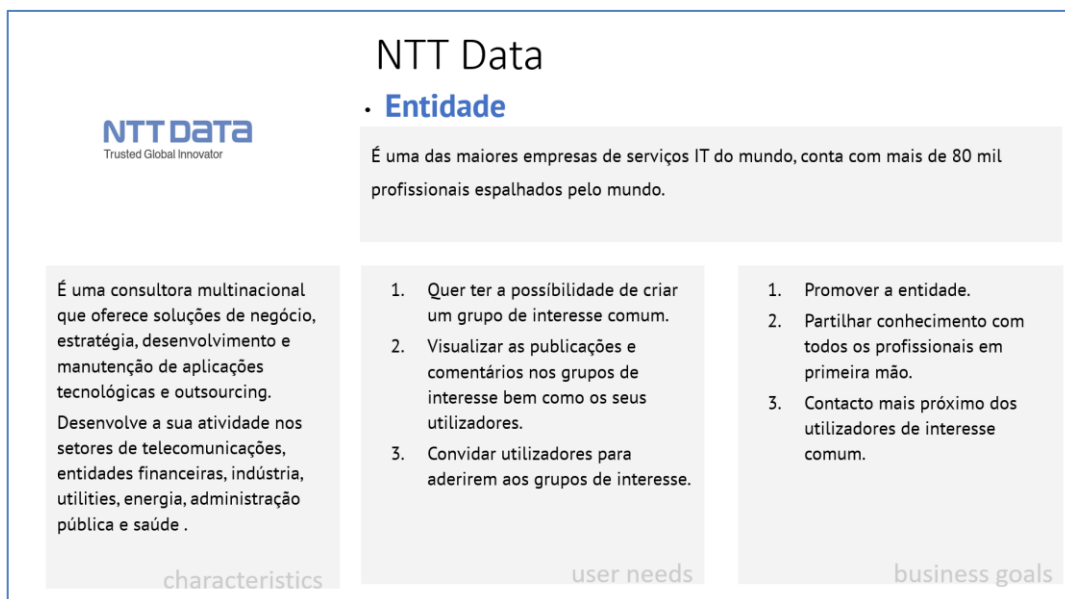 NTT Data
• Entidade
NTT DATA
Trusted Global Innovator
É uma das maiores empresas de serviços IT do mundo, conta com mais de 80 mil
profissionais espalhados pelo mundo.
É uma consultora multinacional
que oferece soluções de negócio,
estratégia, desenvolvimento e
manutenção de aplicações
tecnológicas e outsourcing.
Desenvolve a sua atividade nos
setores de telecomunicações,
entidades financeiras, indústria,
utilities, energia, administração
pública e saúde .
characteristics
1. Quer ter a possíbilidade de criar
um grupo de interesse comum.
2. Visualizar as publicações e
comentários nos grupos de
interesse bem como os seus
utilizadores.
3. Convidar utilizadores para
aderirem aos grupos de interesse.
user needs
1. Promover a entidade.
2. Partilhar conhecimento com
todos os profissionais em
primeira mão.
3. Contacto mais próximo dos
utilizadores de interesse
comum.
business goals